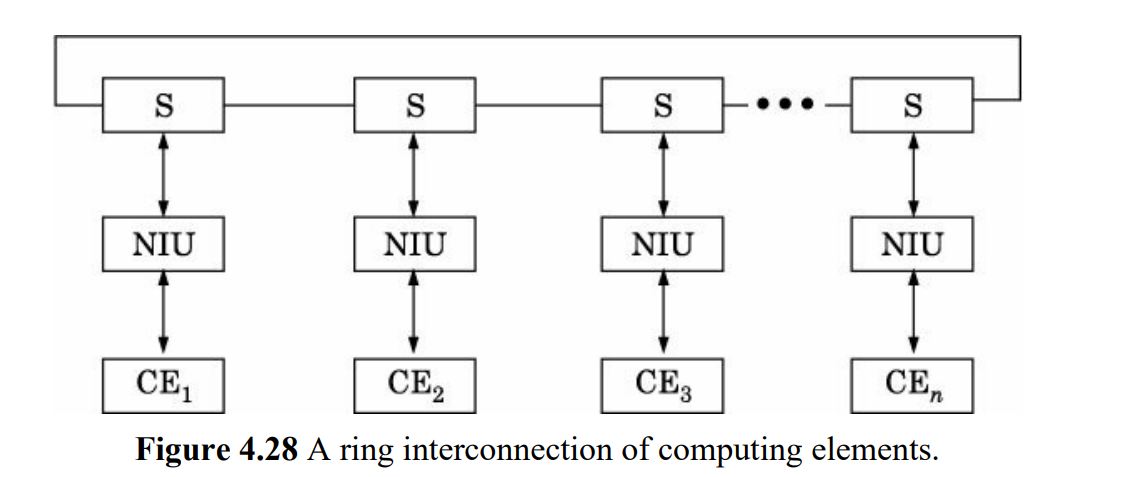 S S S ••• S
NIU NIU NIU NIU
CE₁ CE₂ CE₃ CEₙ
Figure 4.28 A ring interconnection of computing elements.